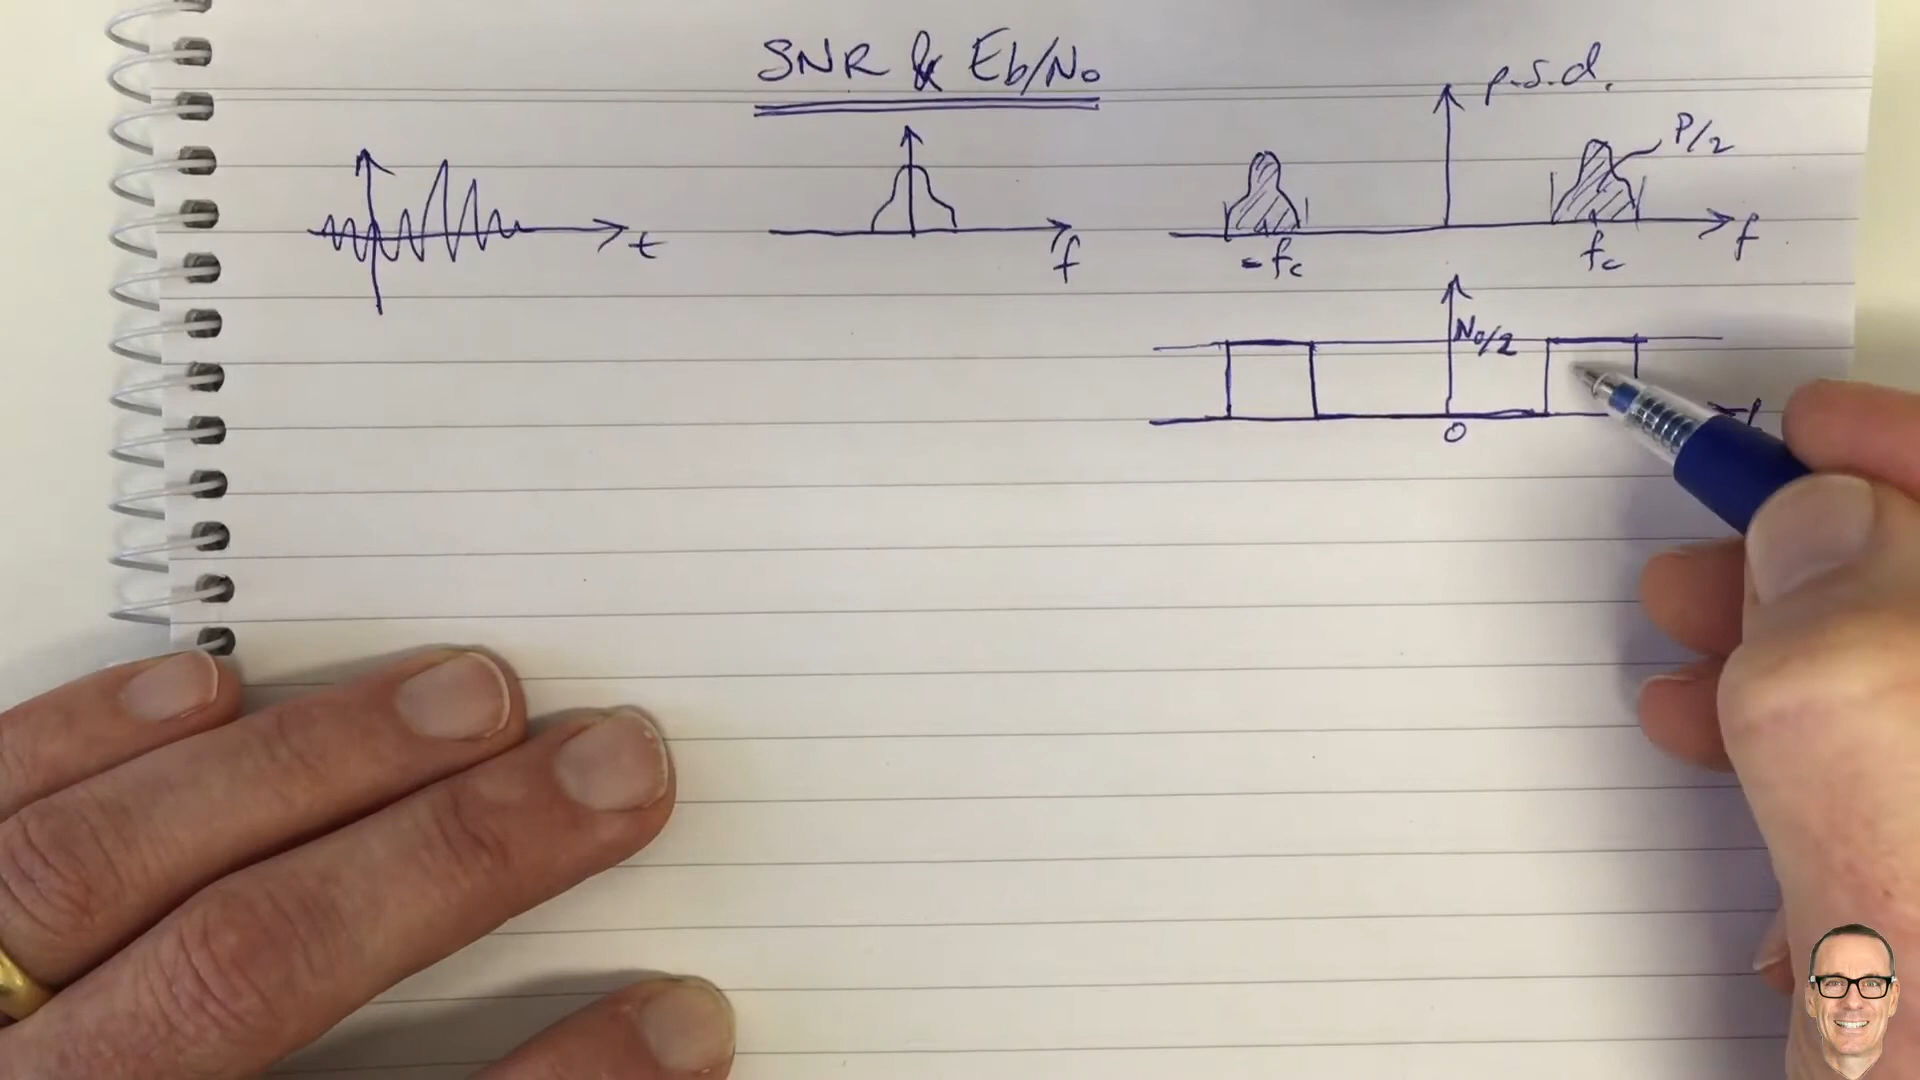 SNR & Eb/No
p.s.d.
P/2
t
f
-fc
fc
f
No/2
0